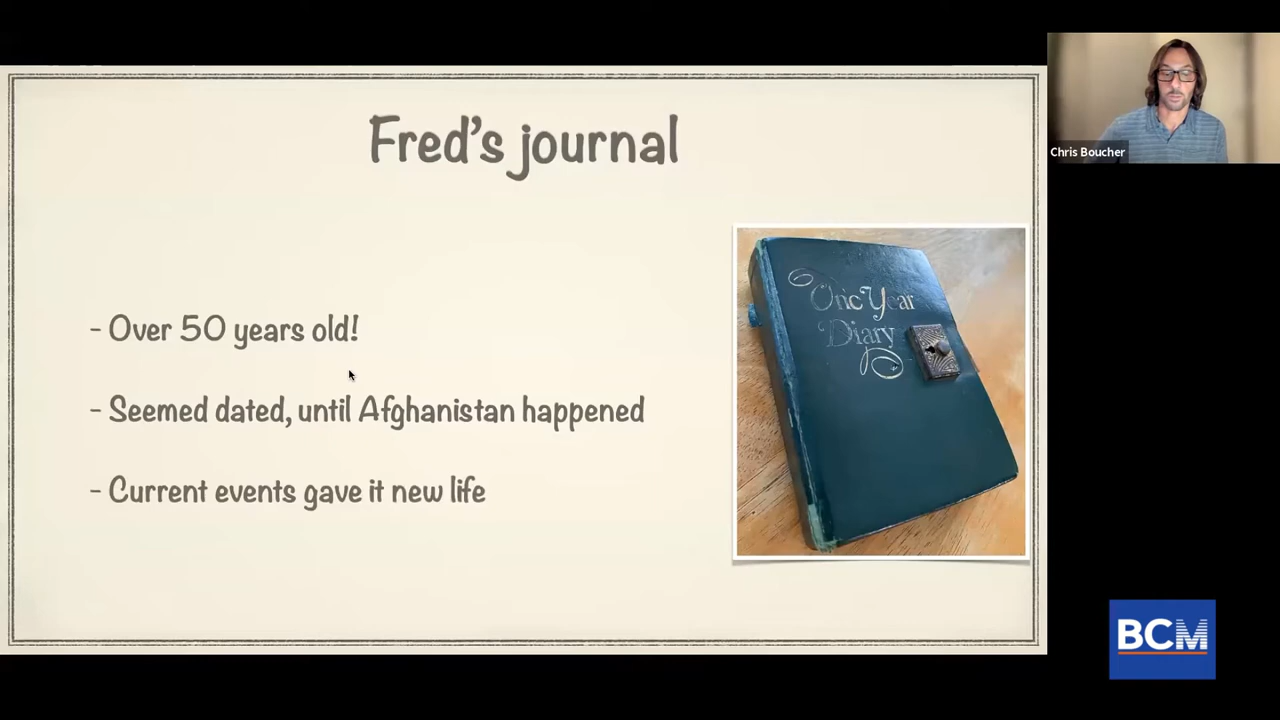 Fred's journal
- Over 50 years old!
- Seemed dated, until Afghanistan happened
- Current events gave it new life
One Year
Diary
Chris Boucher
BCM